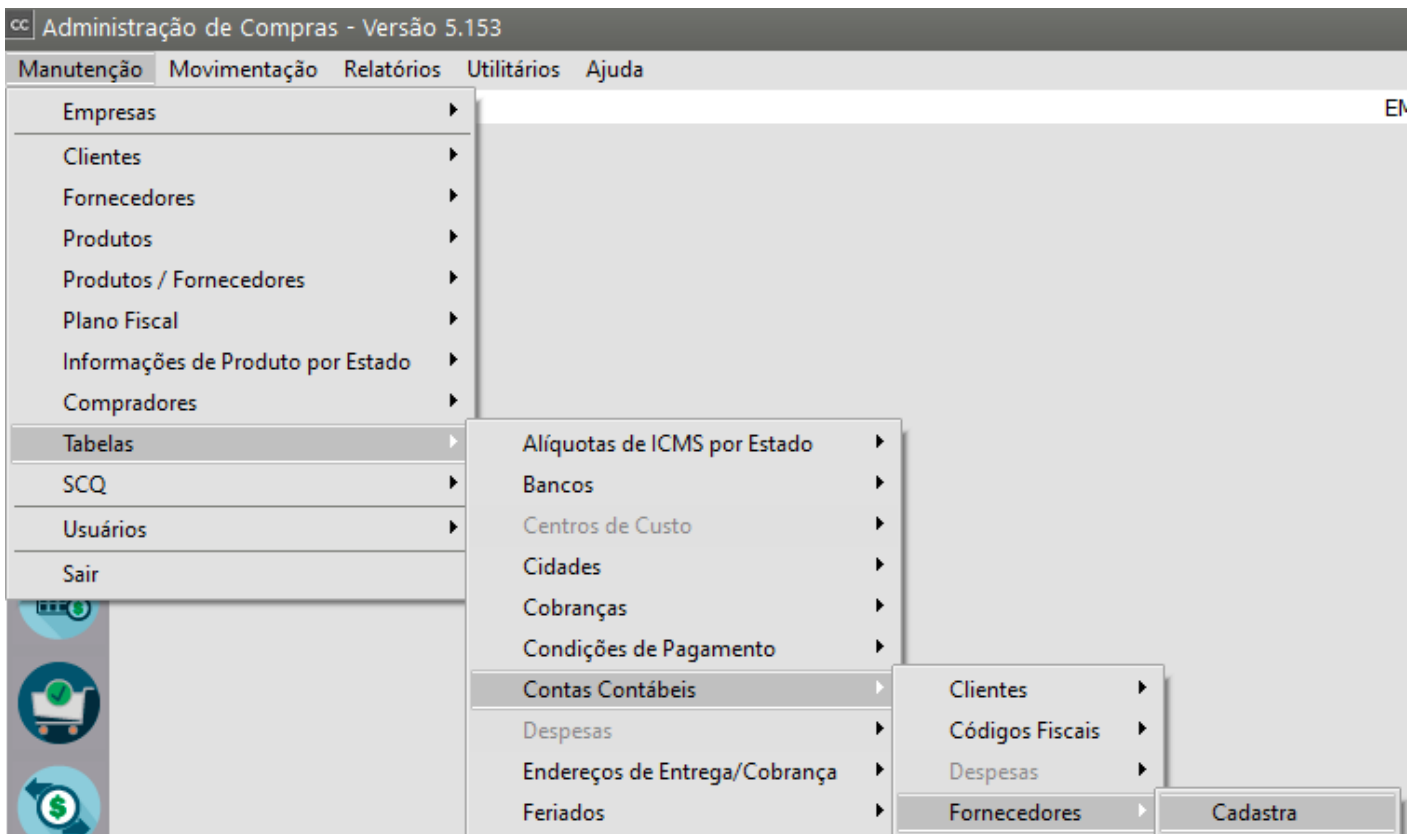 cc Administração de Compras - Versão 5.153
Manutenção Movimentação Relatórios Utilitários Ajuda
Empresas
Clientes
Fornecedores
Produtos
Produtos / Fornecedores
Plano Fiscal
Informações de Produto por Estado
Compradores
Tabelas
SCQ
Usuários
Sair
Alíquotas de ICMS por Estado
Bancos
Centros de Custo
Cidades
Cobranças
Condições de Pagamento
Contas Contábeis
Despesas
Endereços de Entrega/Cobrança
Feriados
Clientes
Códigos Fiscais
Despesas
Fornecedores
Cadastra